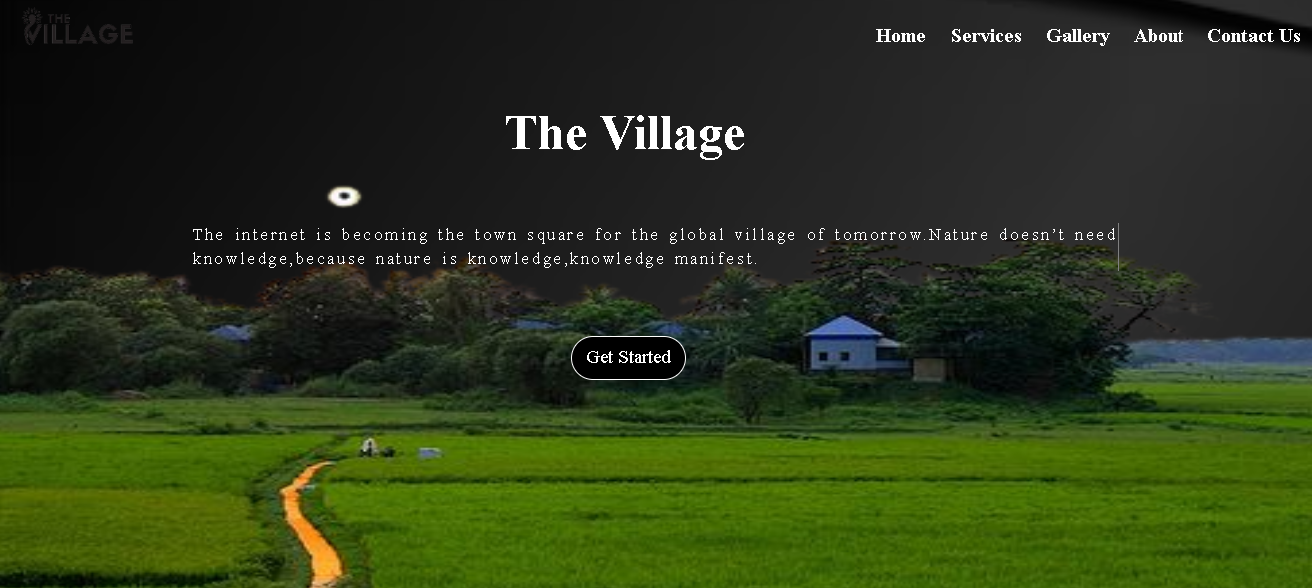 THE
VILLAGE
Home Services Gallery About Contact Us
The Village
The internet is becoming the town square for the global village of tomorrow.Nature doesn’t need
knowledge,because nature is knowledge,knowledge manifest.
Get Started